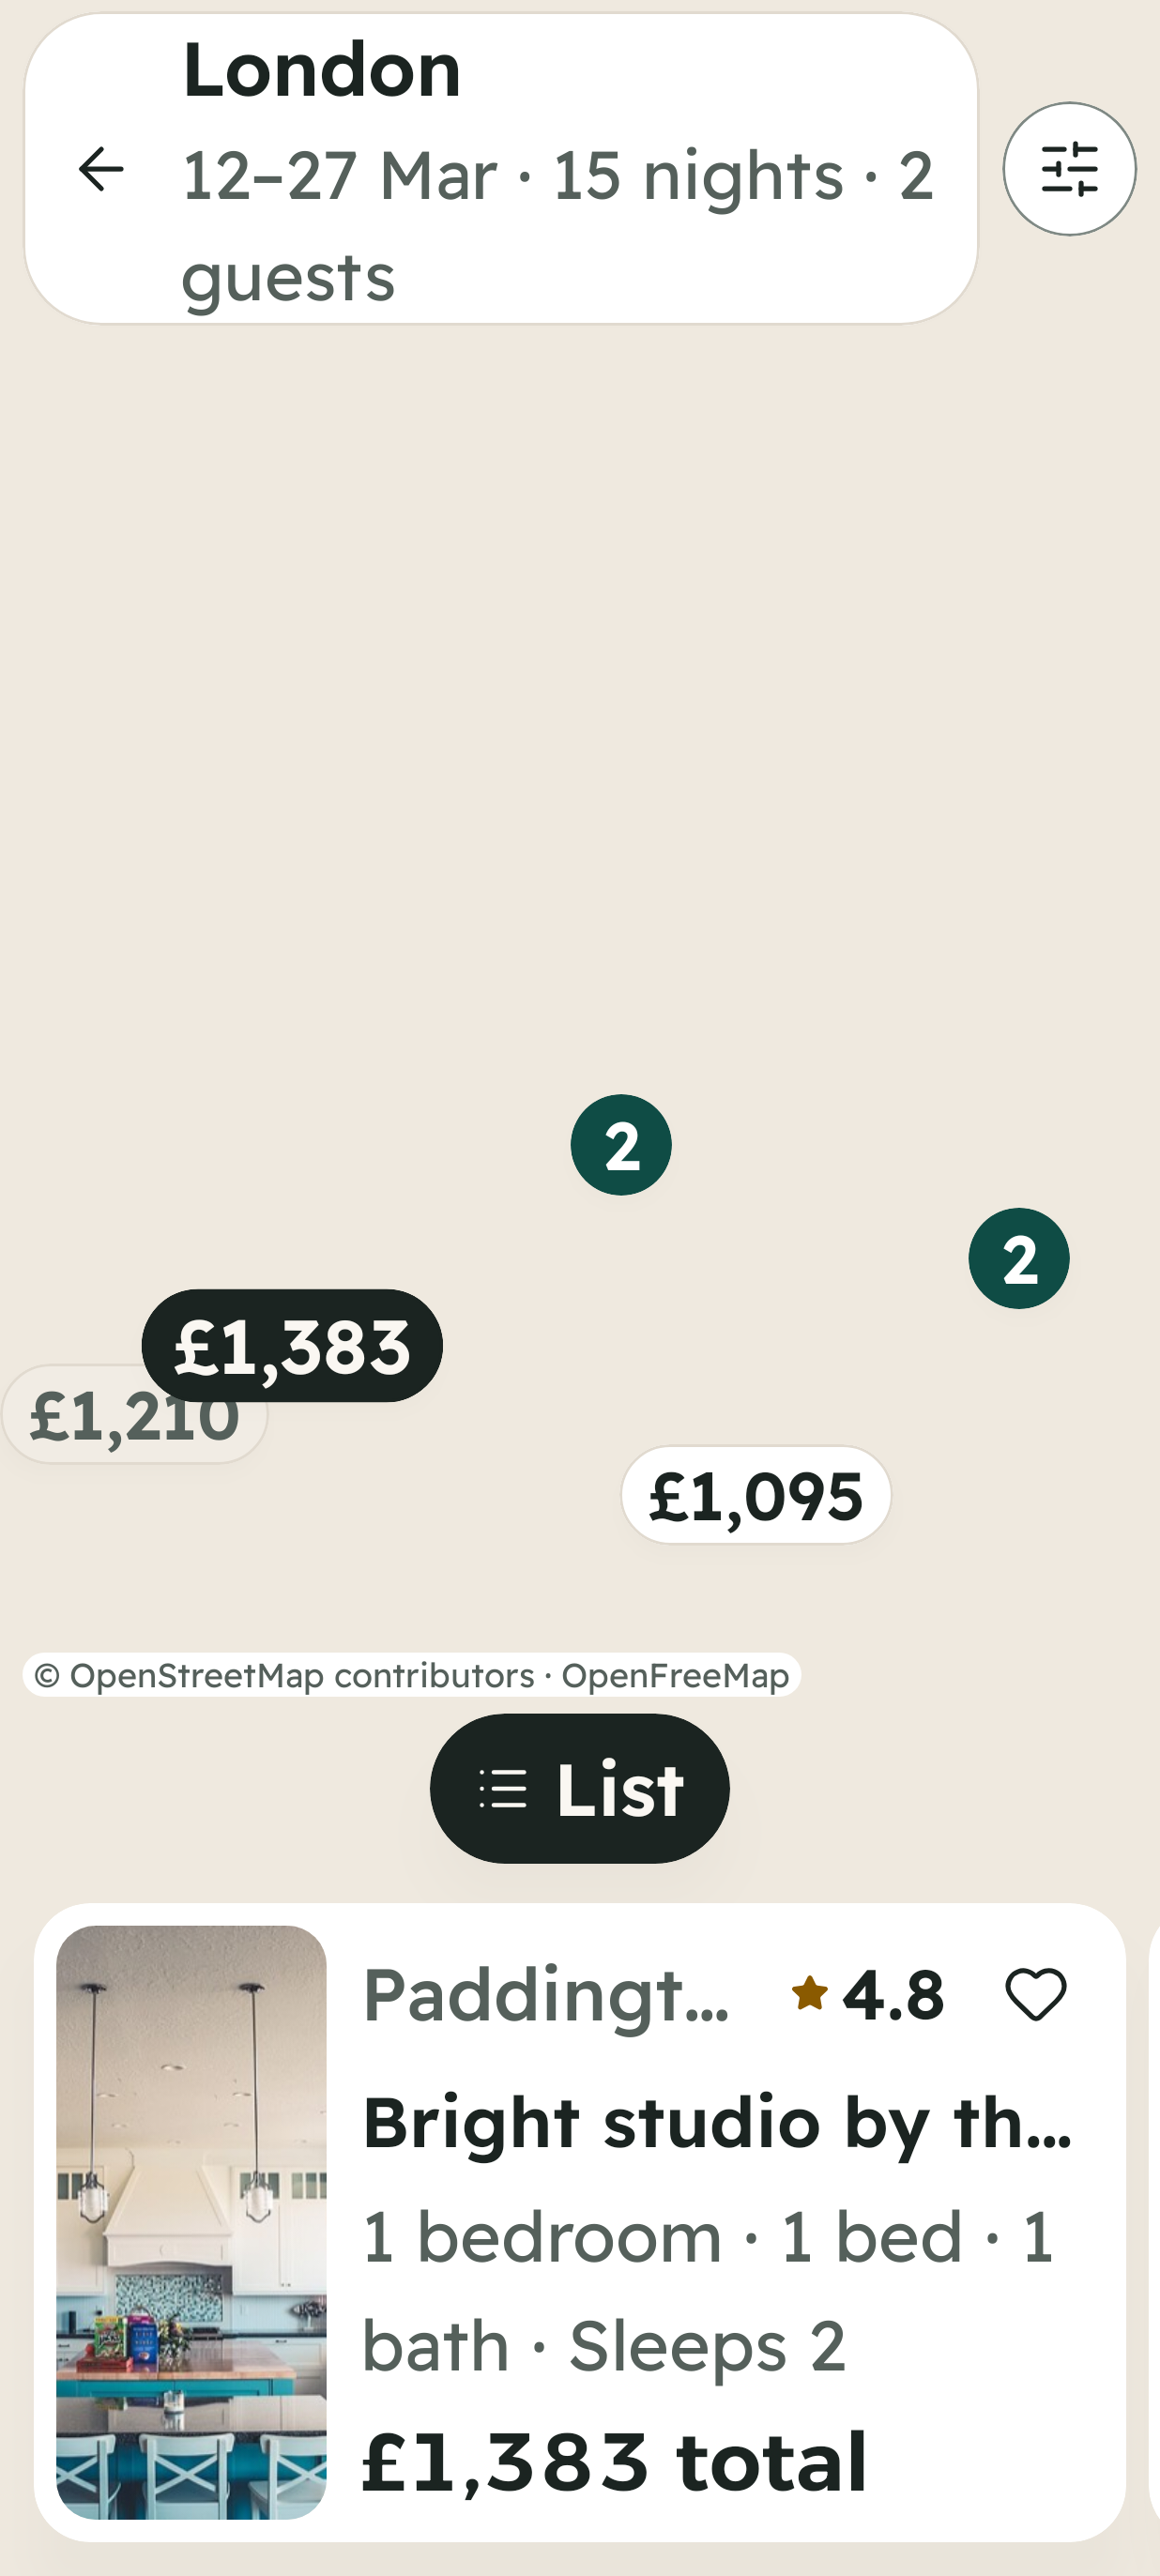 London
12–27 Mar · 15 nights · 2
guests
2
2
£1,383
£1,210
£1,095
© OpenStreetMap contributors · OpenFreeMap
List
Paddingt… 4.8
Bright studio by th…
1 bedroom · 1 bed · 1
bath · Sleeps 2
£1,383 total